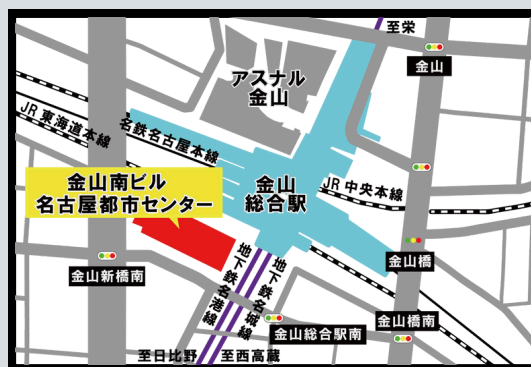 至栄
金山
アスナル
金山
名鉄名古屋本線
JR東海道本線
金山
総合駅
JR中央本線
金山南ビル
名古屋都市センター
金山橋
金山新橋南
地下鉄名港線
地下鉄名城線
金山橋南
金山総合駅南
至日比野
至西高蔵